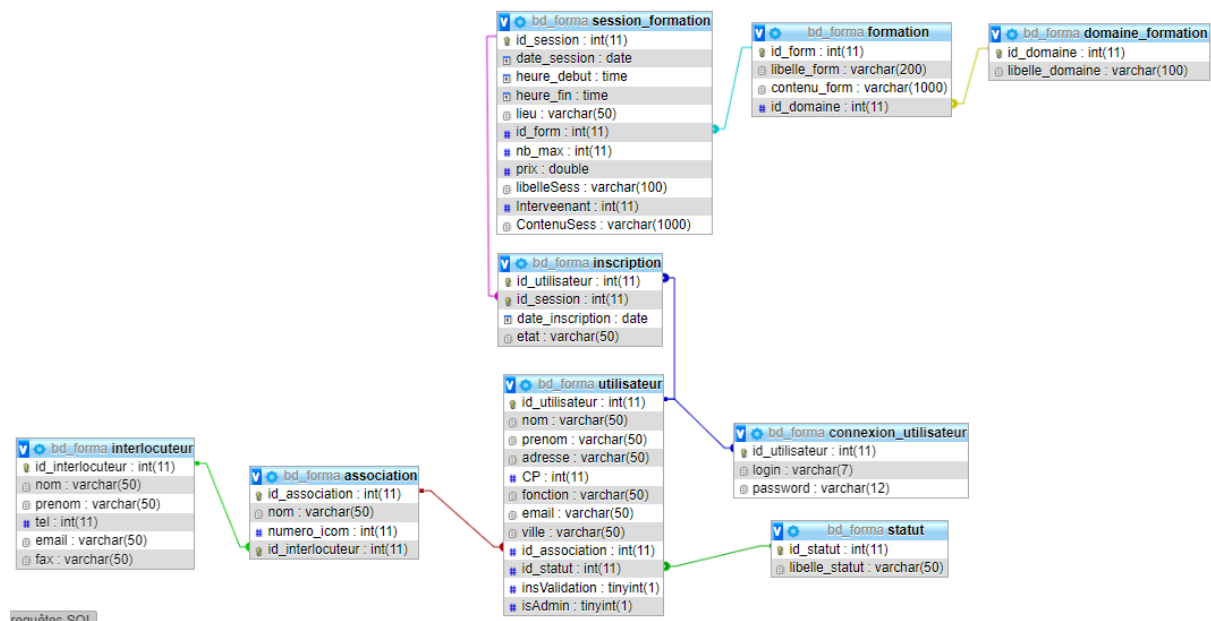 bd_forma session_formation
id_session : int(11)
date_session : date
heure_debut : time
heure_fin : time
lieu : varchar(50)
id_form : int(11)
nb_max : int(11)
prix : double
libelleSess : varchar(100)
Interveenant : int(11)
ContenuSess : varchar(1000)
bd_forma formation
id_form : int(11)
libelle_form : varchar(200)
contenu_form : varchar(1000)
id_domaine : int(11)
bd_forma domaine_formation
id_domaine : int(11)
libelle_domaine : varchar(100)
bd_forma inscription
id_utilisateur : int(11)
id_session : int(11)
date_inscription : date
etat : varchar(50)
bd_forma utilisateur
id_utilisateur : int(11)
nom : varchar(50)
prenom : varchar(50)
adresse : varchar(50)
CP : int(11)
fonction : varchar(50)
email : varchar(50)
ville : varchar(50)
id_association : int(11)
id_statut : int(11)
insValidation : tinyint(1)
isAdmin : tinyint(1)
bd_forma connexion_utilisateur
id_utilisateur : int(11)
login : varchar(7)
password : varchar(12)
bd_forma interlocuteur
id_interlocuteur : int(11)
nom : varchar(50)
prenom : varchar(50)
tel : int(11)
email : varchar(50)
fax : varchar(50)
bd_forma association
id_association : int(11)
nom : varchar(50)
numero_icom : int(11)
id_interlocuteur : int(11)
bd_forma statut
id_statut : int(11)
libelle_statut : varchar(50)
requêtes SQL